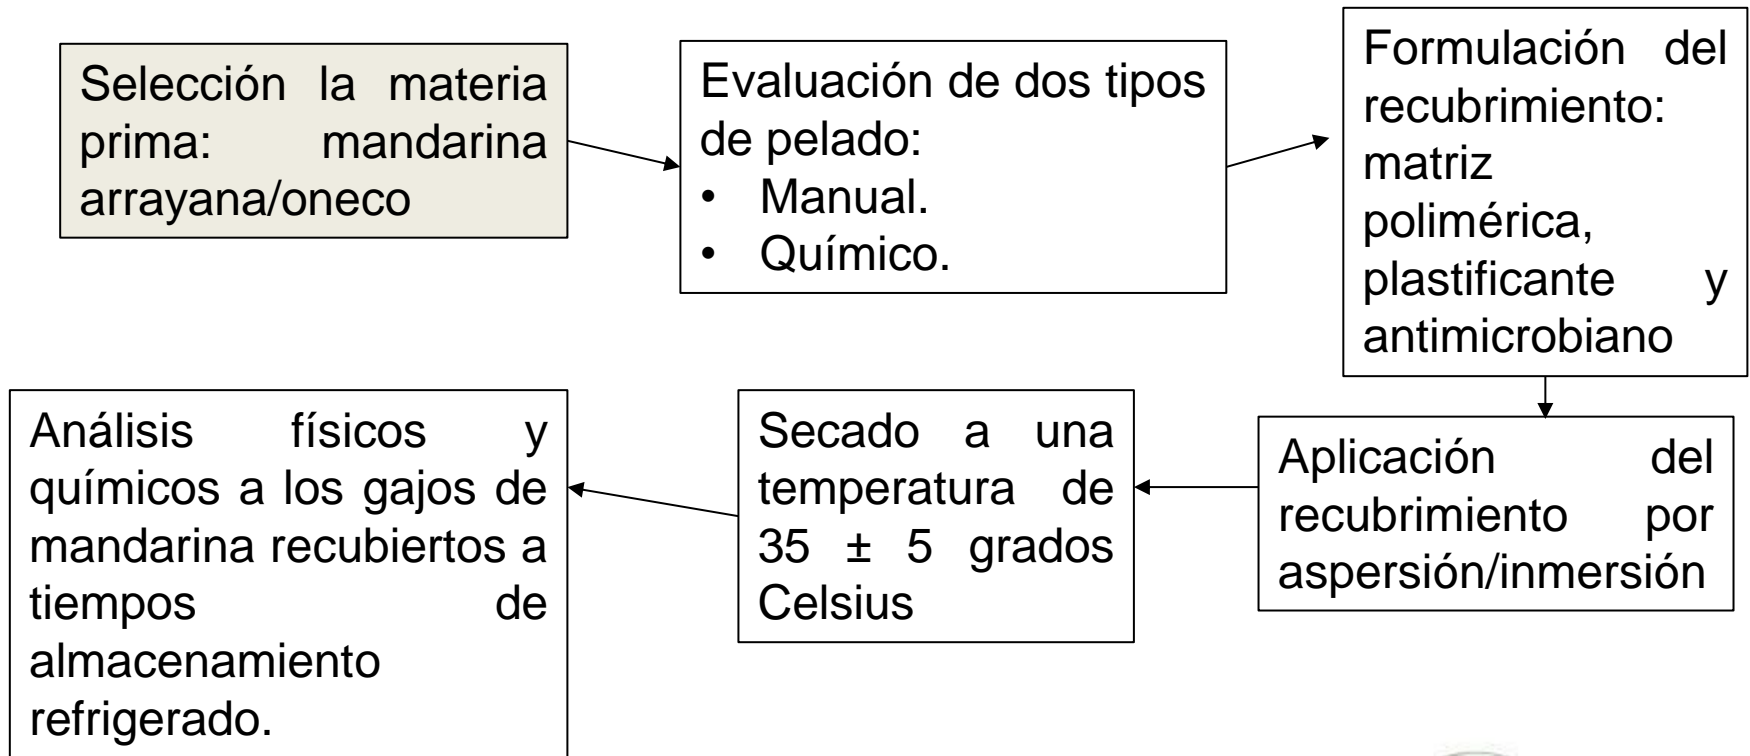 Selección la materia
prima: mandarina
arrayana/oneco
Evaluación de dos tipos
de pelado:
• Manual.
• Químico.
Formulación del
recubrimiento:
matriz
polimérica,
plastificante y
antimicrobiano
Aplicación del
recubrimiento por
aspersión/inmersión
Secado a una
temperatura de
35 ± 5 grados
Celsius
Análisis físicos y
químicos a los gajos de
mandarina recubiertos a
tiempos de
almacenamiento
refrigerado.